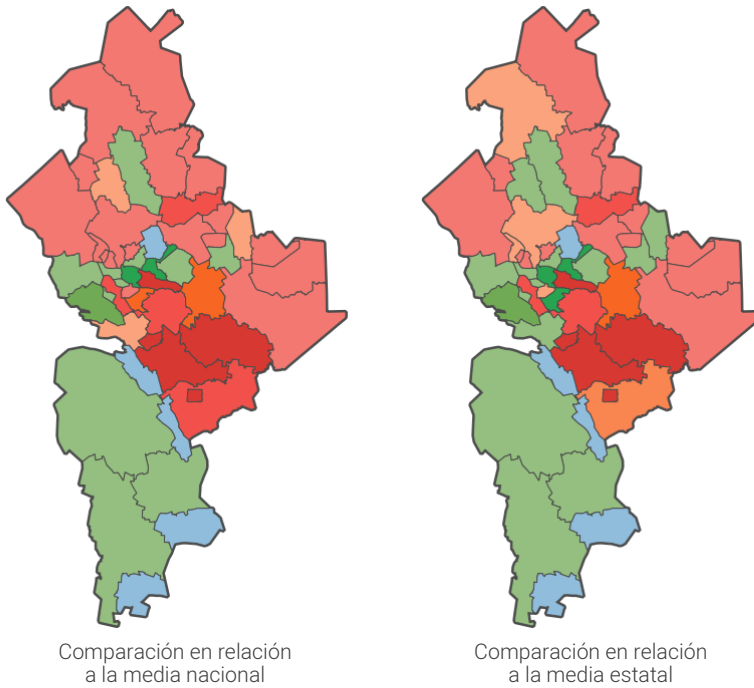 Comparación en relación
a la media nacional
Comparación en relación
a la media estatal